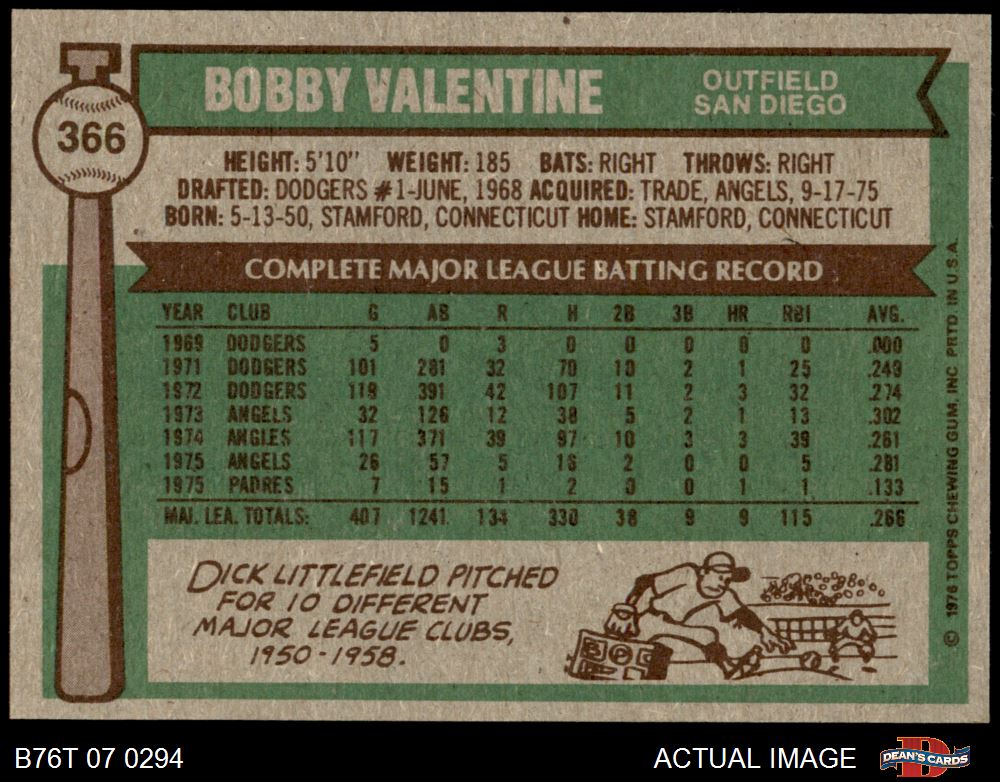 366
BOBBY VALENTINE
OUTFIELD
SAN DIEGO
HEIGHT: 5'10" WEIGHT: 185 BATS: RIGHT THROWS: RIGHT
DRAFTED: DODGERS #1-JUNE, 1968 ACQUIRED: TRADE, ANGELS, 9-17-75
BORN: 5-13-50, STAMFORD, CONNECTICUT HOME: STAMFORD, CONNECTICUT
COMPLETE MAJOR LEAGUE BATTING RECORD
YEAR CLUB G AB R H 2B 3B HR RBI AVG.
1969 DODGERS 5 0 3 0 0 0 0 0 .000
1971 DODGERS 101 281 32 70 10 2 1 25 .249
1972 DODGERS 119 391 42 107 11 2 3 32 .274
1973 ANGELS 32 126 12 38 5 2 1 13 .302
1974 ANGLES 117 371 39 97 10 3 3 39 .261
1975 ANGELS 26 57 5 16 2 0 0 5 .281
1975 PADRES 7 15 1 2 0 0 1 1 .133
MAJ. LEA. TOTALS: 407 1241 134 330 38 9 9 115 .266
DICK LITTLEFIELD PITCHED
FOR 10 DIFFERENT
MAJOR LEAGUE CLUBS,
1950-1958.
© 1976 TOPPS CHEWING GUM, INC PRTD IN U.S.A.
B76T 07 0294
ACTUAL IMAGE
DEAN'S CARDS